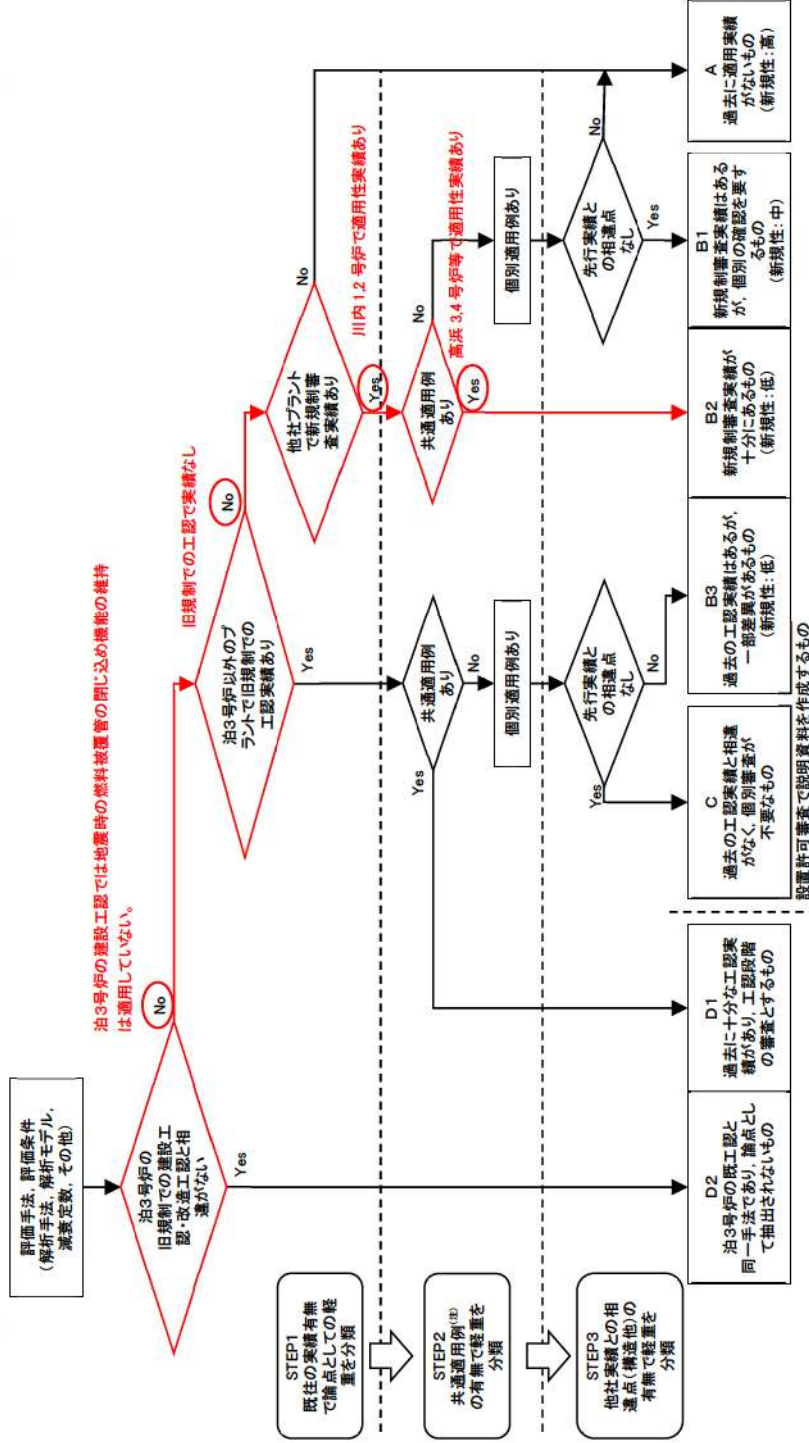 評価手法，評価条件
（解析手法，解析モデル，
減衰定数，その他）
泊3号炉の
旧規制での建設工
認・改造工認と相
違がない
Yes
No
泊3号炉の建設工認では地震時の燃料被覆管の閉じ込め機能の維持
は適用していない。
泊3号炉以外のプ
ラントで旧規制での
工認実績あり
Yes
No
旧規制での工認で実績なし
他社プラント
で新規制審
査実績あり
No
Yes
川内 1,2 号炉で適用性実績あり
STEP1
既往の実績有無
で論点としての軽
重を分類
STEP2
共通適用例(注)
の有無で軽重を
分類
共通適用例
あり
Yes
No
個別適用例あり
共通適用例
あり
Yes
高浜 3,4 号炉等で適用性実績あり
No
個別適用例あり
STEP3
他社実績との相
違点（構造他）の
有無で軽重を
分類
先行実績と
の相違点
なし
Yes
No
先行実績と
の相違点
なし
No
Yes
D2
泊3号炉の既工認と
同一手法であり，論点とし
て抽出されないもの
D1
過去に十分な工認実
績があり，工認段階
の審査とするもの
C
過去の工認実績と相違
がなく，個別審査が
不要なもの
B3
過去の工認実績はあるが，
一部差異があるもの
（新規性：低）
B2
新規制審査実績が
十分にあるもの
（新規性：低）
B1
新規制審査実績はある
が，個別の確認を要す
るもの
（新規性：中）
A
過去に適用実績
がないもの
（新規性：高）
設置許可審査で説明資料を作成するもの